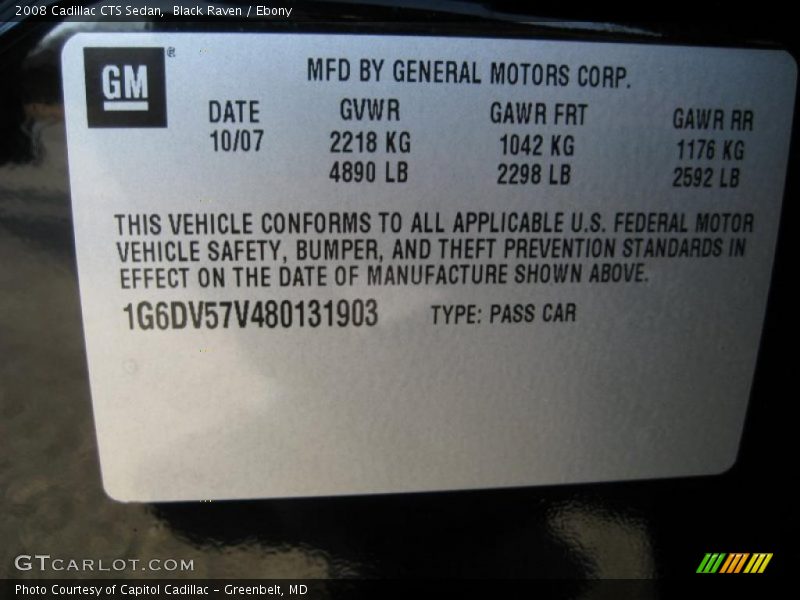 2008 Cadillac CTS Sedan, Black Raven / Ebony
GM®
MFD BY GENERAL MOTORS CORP.
DATE GVWR GAWR FRT GAWR RR
10/07 2218 KG 1042 KG 1176 KG
4890 LB 2298 LB 2592 LB
THIS VEHICLE CONFORMS TO ALL APPLICABLE U.S. FEDERAL MOTOR
VEHICLE SAFETY, BUMPER, AND THEFT PREVENTION STANDARDS IN
EFFECT ON THE DATE OF MANUFACTURE SHOWN ABOVE.
1G6DV57V480131903 TYPE: PASS CAR
GTCARLOT.COM
Photo Courtesy of Capitol Cadillac - Greenbelt, MD